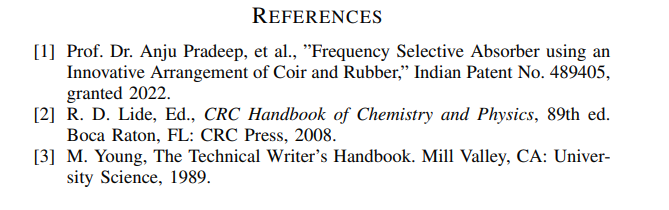 REFERENCES
[1] Prof. Dr. Anju Pradeep, et al., ”Frequency Selective Absorber using an
Innovative Arrangement of Coir and Rubber,” Indian Patent No. 489405,
granted 2022.
[2] R. D. Lide, Ed., CRC Handbook of Chemistry and Physics, 89th ed.
Boca Raton, FL: CRC Press, 2008.
[3] M. Young, The Technical Writer’s Handbook. Mill Valley, CA: Univer-
sity Science, 1989.